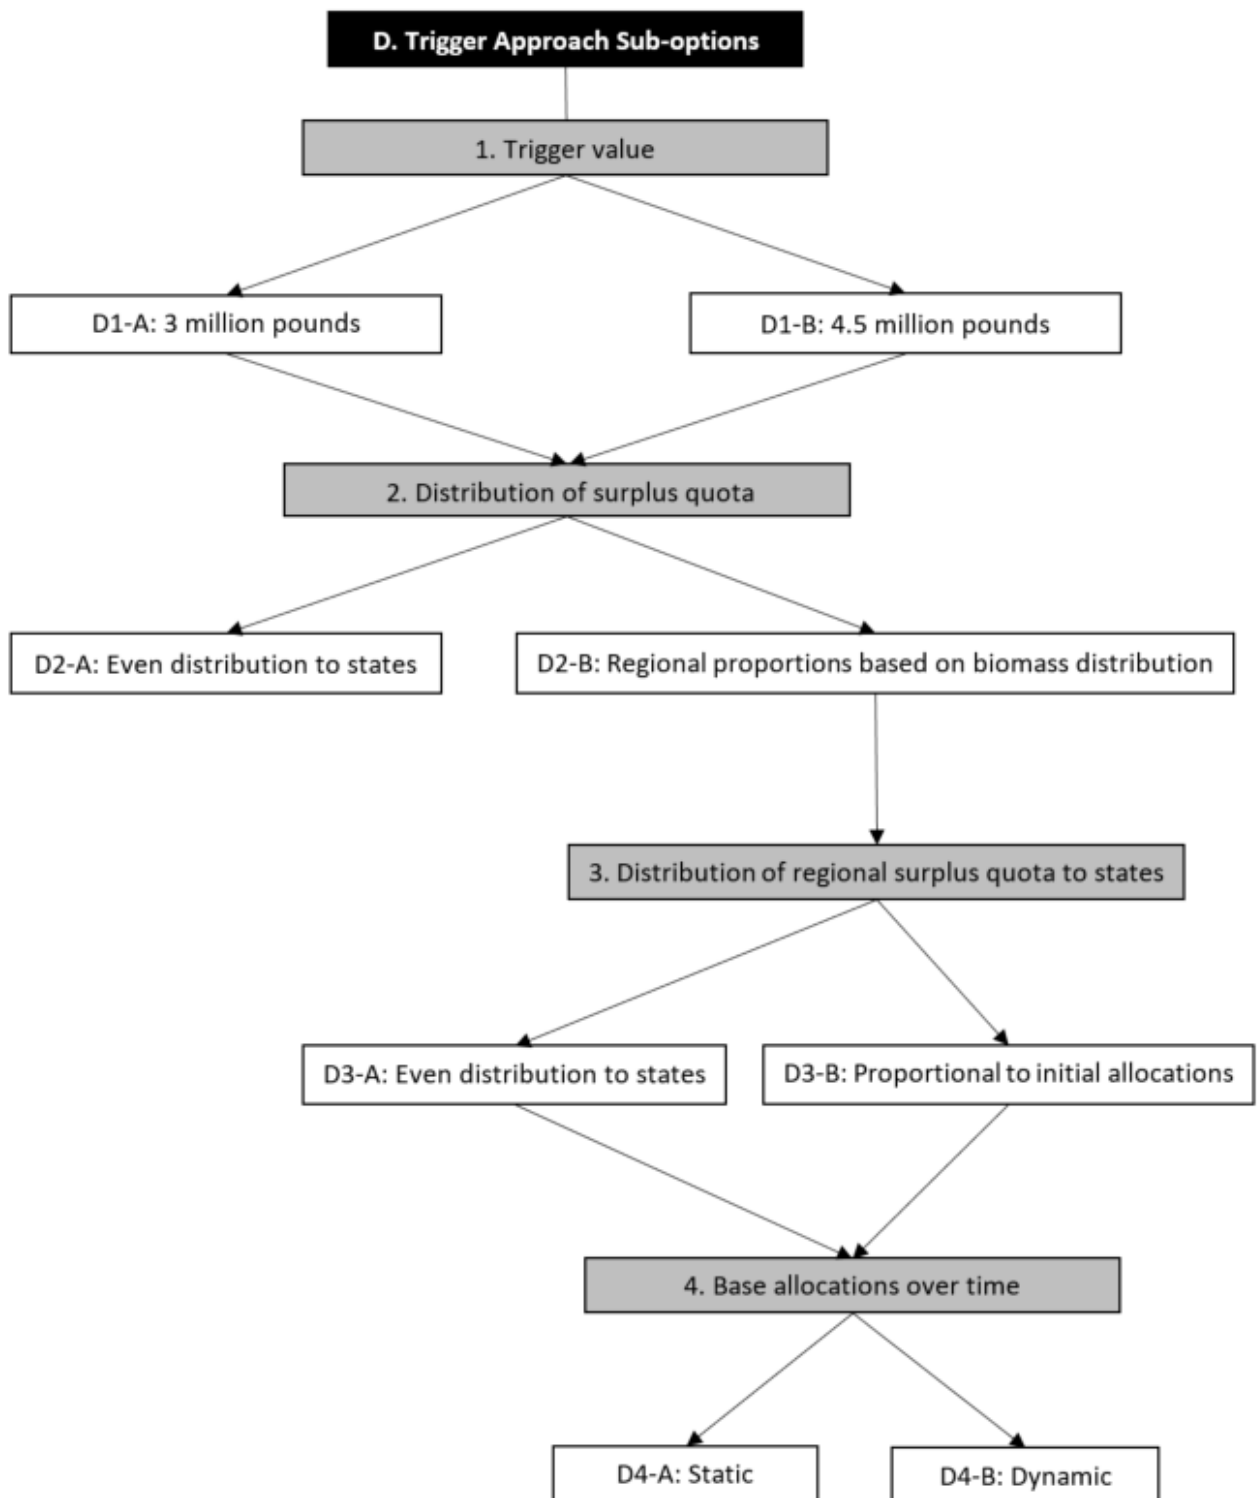 D. Trigger Approach Sub-options
1. Trigger value
D1-A: 3 million pounds
D1-B: 4.5 million pounds
2. Distribution of surplus quota
D2-A: Even distribution to states
D2-B: Regional proportions based on biomass distribution
3. Distribution of regional surplus quota to states
D3-A: Even distribution to states
D3-B: Proportional to initial allocations
4. Base allocations over time
D4-A: Static
D4-B: Dynamic